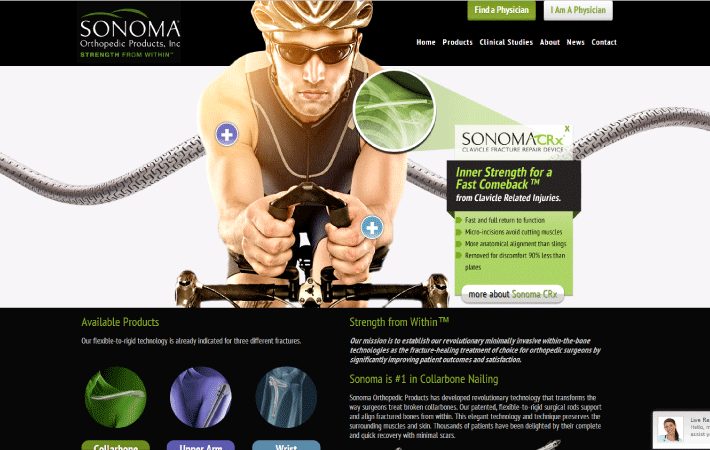 Find a Physician
I Am A Physician
SONOMA®
Orthopedic Products, Inc
STRENGTH FROM WITHIN™
Home Products Clinical Studies About News Contact
x
SONOMACRx
CLAVICLE FRACTURE REPAIR DEVICE
Inner Strength for a
Fast Comeback ™
from Clavicle Related Injuries.
Fast and full return to function
Micro-incisions avoid cutting muscles
More anatomical alignment than slings
Removed for discomfort 90% less than
plates
more about Sonoma CRx
Available Products
Our flexible-to-rigid technology is already indicated for three different fractures.
Collarbone
Upper Arm
Wrist
Strength from Within™
Our mission is to establish our revolutionary minimally invasive within-the-bone
technologies as the fracture-healing treatment of choice for orthopedic surgeons by
significantly improving patient outcomes and satisfaction.
Sonoma is #1 in Collarbone Nailing
Sonoma Orthopedic Products has developed revolutionary technology that transforms the
way surgeons treat broken collarbones. Our patented, flexible-to-rigid surgical rods support
and align fractured bones from within. This elegant technology and technique preserves the
surrounding muscles and skin. Thousands of patients have been delighted by their complete
and quick recovery with minimal scars.
Live Re
Hello, m
assist y